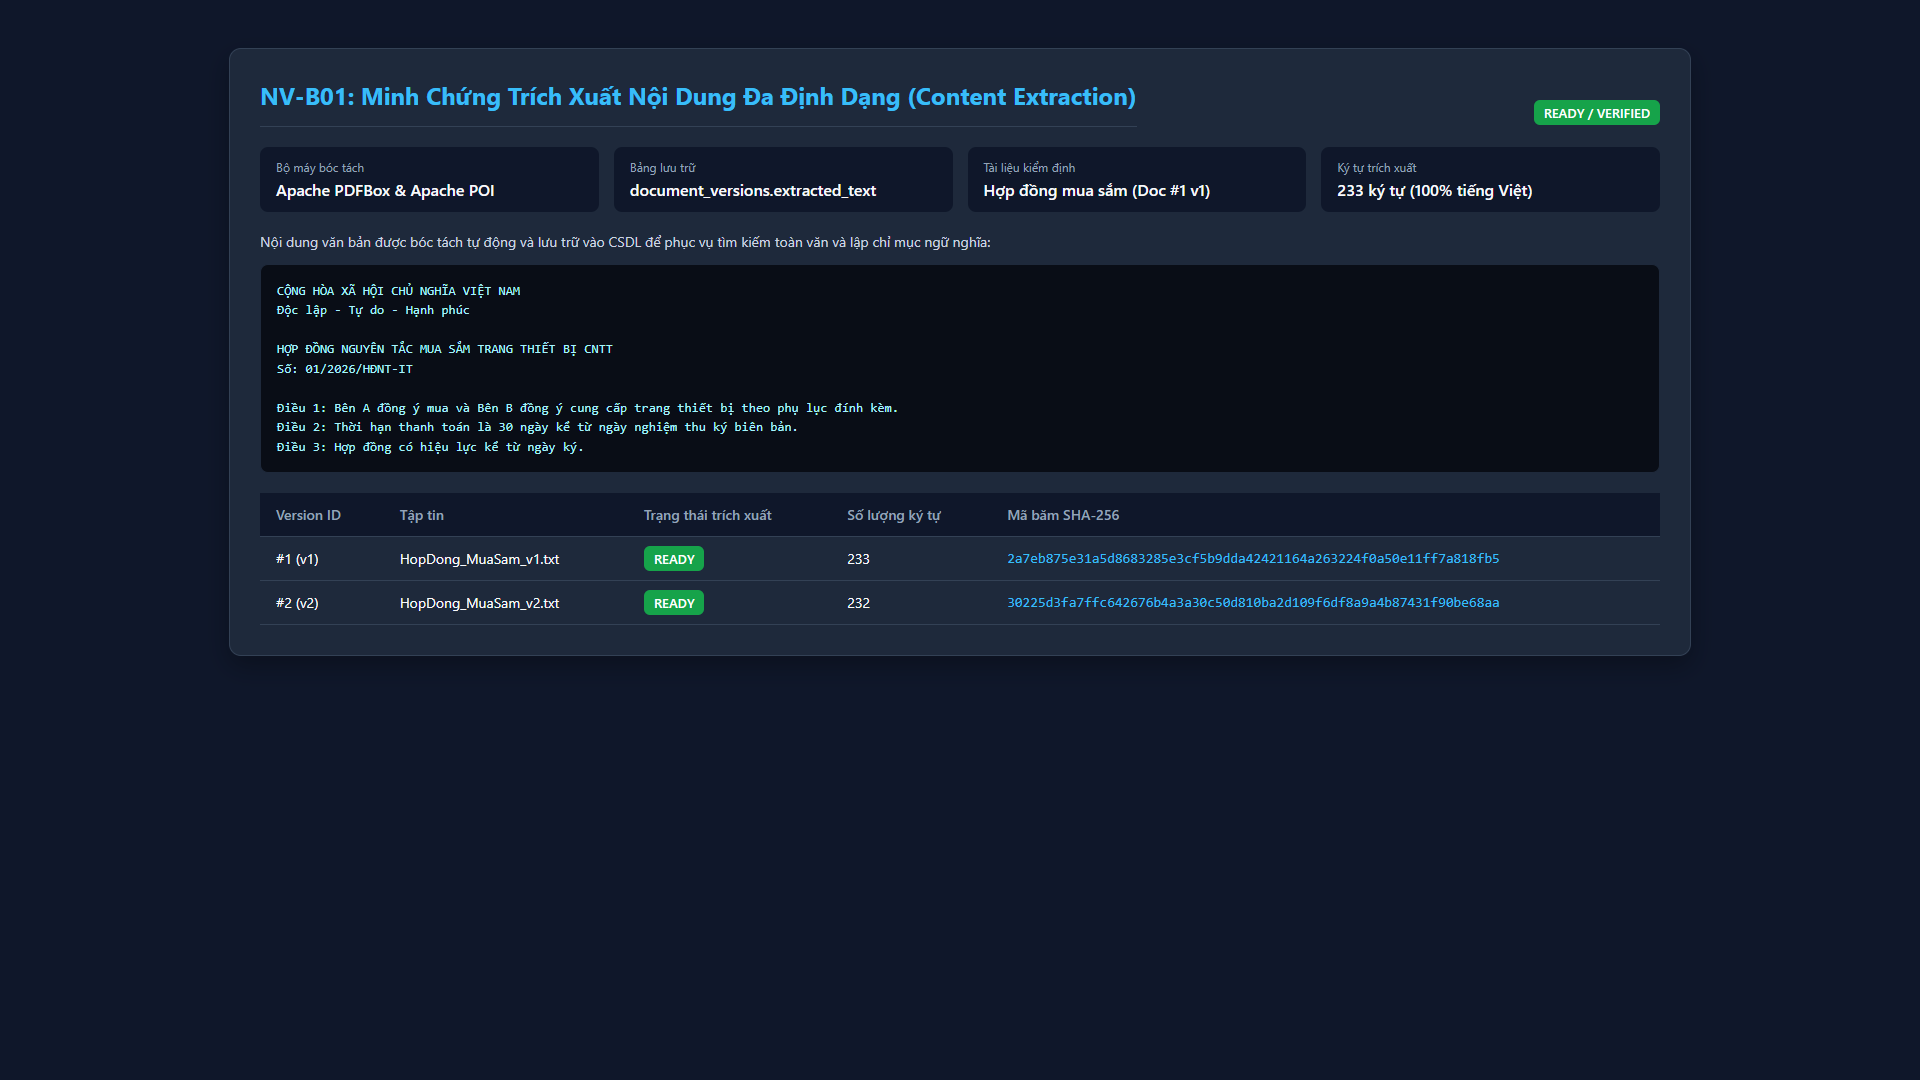 NV-B01: Minh Chứng Trích Xuất Nội Dung Đa Định Dạng (Content Extraction)
READY / VERIFIED
Bộ máy bóc tách
Apache PDFBox & Apache POI
Bảng lưu trữ
document_versions.extracted_text
Tài liệu kiểm định
Hợp đồng mua sắm (Doc #1 v1)
Ký tự trích xuất
233 ký tự (100% tiếng Việt)
Nội dung văn bản được bóc tách tự động và lưu trữ vào CSDL để phục vụ tìm kiếm toàn văn và lập chỉ mục ngữ nghĩa:
CỘNG HÒA XÃ HỘI CHỦ NGHĨA VIỆT NAM
Độc lập - Tự do - Hạnh phúc
HỢP ĐỒNG NGUYÊN TẮC MUA SẮM TRANG THIẾT BỊ CNTT
Số: 01/2026/HĐNT-IT
Điều 1: Bên A đồng ý mua và Bên B đồng ý cung cấp trang thiết bị theo phụ lục đính kèm.
Điều 2: Thời hạn thanh toán là 30 ngày kể từ ngày nghiệm thu ký biên bản.
Điều 3: Hợp đồng có hiệu lực kể từ ngày ký.
Version ID Tập tin Trạng thái trích xuất Số lượng ký tự Mã băm SHA-256
#1 (v1) HopDong_MuaSam_v1.txt READY 233 2a7eb875e31a5d8683285e3cf5b9dda42421164a263224f0a50e11ff7a818fb5
#2 (v2) HopDong_MuaSam_v2.txt READY 232 30225d3fa7ffc642676b4a3a30c50d810ba2d109f6df8a9a4b87431f90be68aa